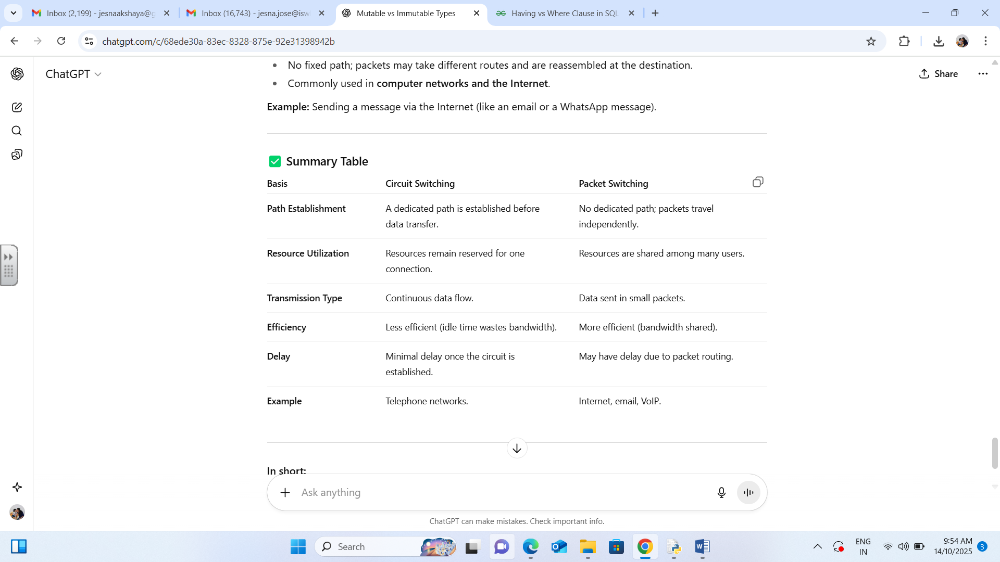 Inbox (2,199) - jesnaakshaya@g
Inbox (16,743) - jesna.jose@isw
Mutable vs Immutable Types
Having vs Where Clause in SQL
chatgpt.com/c/68ede30a-83ec-8328-875e-92e31398942b
ChatGPT
Share
No fixed path; packets may take different routes and are reassembled at the destination.
Commonly used in computer networks and the Internet.
Example: Sending a message via the Internet (like an email or a WhatsApp message).
Summary Table
Basis Circuit Switching Packet Switching
Path Establishment A dedicated path is established before No dedicated path; packets travel
data transfer. independently.
Resource Utilization Resources remain reserved for one Resources are shared among many users.
connection.
Transmission Type Continuous data flow. Data sent in small packets.
Efficiency Less efficient (idle time wastes bandwidth). More efficient (bandwidth shared).
Delay Minimal delay once the circuit is May have delay due to packet routing.
established.
Example Telephone networks. Internet, email, VoIP.
In short:
Ask anything
ChatGPT can make mistakes. Check important info.
Search
ENG
IN
9:54 AM
14/10/2025
3